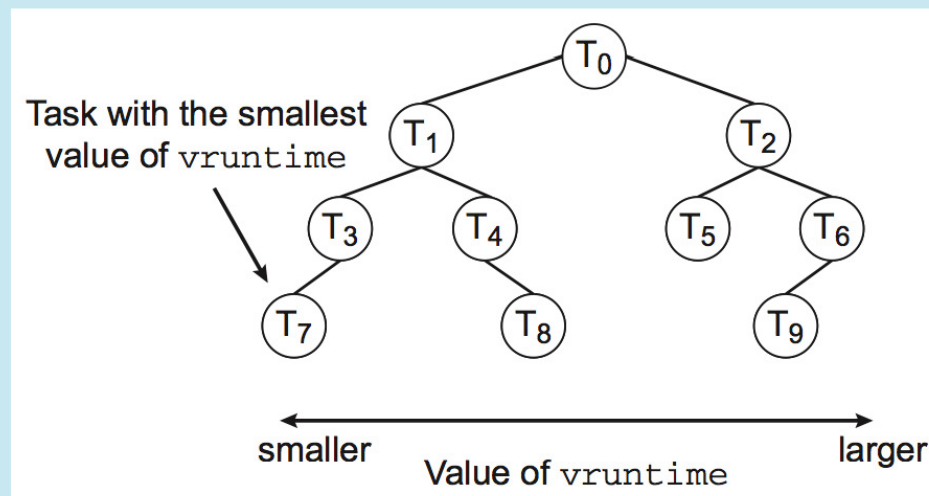 T0
Task with the smallest
value of vruntime
T1
T2
T3
T4
T5
T6
T7
T8
T9
smaller
larger
Value of vruntime